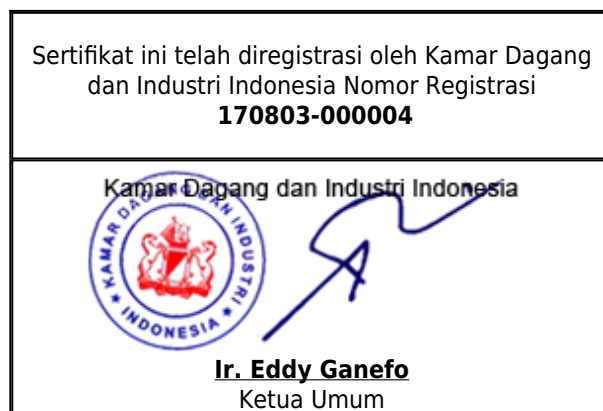 Sertifikat ini telah diregistrasi oleh Kamar Dagang
dan Industri Indonesia Nomor Registrasi
170803-000004
Kamar Dagang dan Industri Indonesia
KAMAR DAGANG DAN INDUSTRI
INDONESIA
Ir. Eddy Ganefo
Ketua Umum